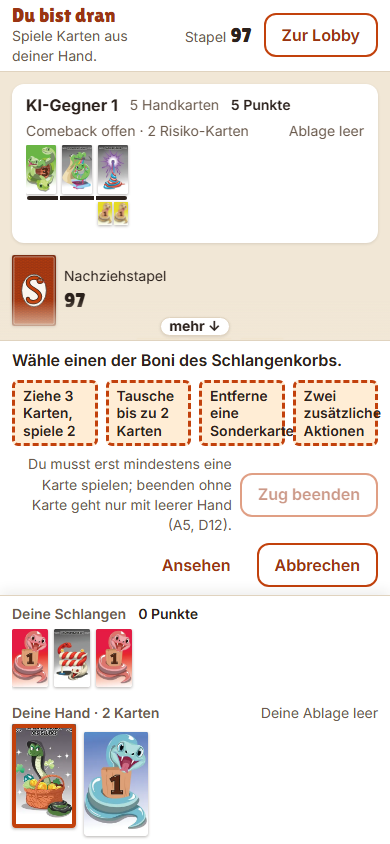 Du bist dran
Spiele Karten aus
deiner Hand.
Stapel 97
Zur Lobby
KI-Gegner 1 5 Handkarten 5 Punkte
Comeback offen · 2 Risiko-Karten Ablage leer
S
Nachziehstapel
97
mehr ↓
Wähle einen der Boni des Schlangenkorbs.
Ziehe 3
Karten,
spiele 2
Tausche
bis zu 2
Karten
Entferne
eine
Sonderkarte
Zwei
zusätzliche
Aktionen
Du musst erst mindestens eine
Karte spielen; beenden ohne
Karte geht nur mit leerer Hand
(A5, D12).
Zug beenden
Ansehen
Abbrechen
Deine Schlangen 0 Punkte
1
1
Deine Hand · 2 Karten Deine Ablage leer
1